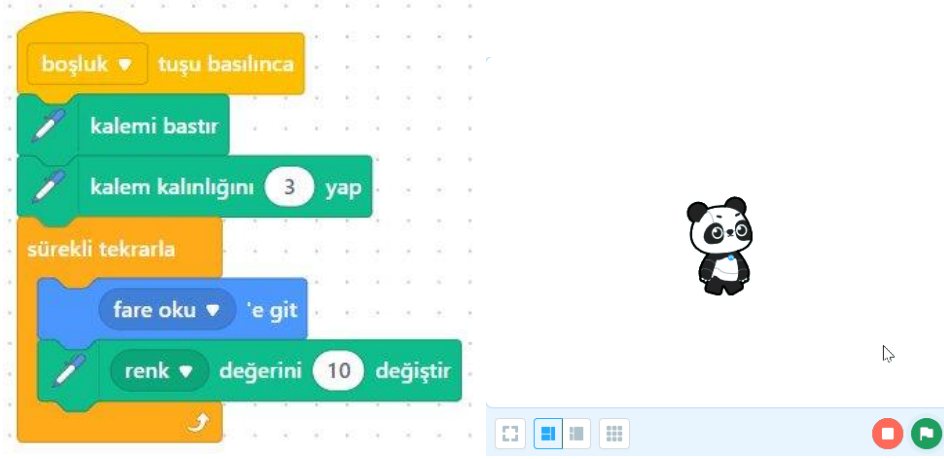 boşluk tuşu basılınca
kalemi bastır
kalem kalınlığını 3 yap
sürekli tekrarla
fare oku 'e git
renk değerini 10 değiştir